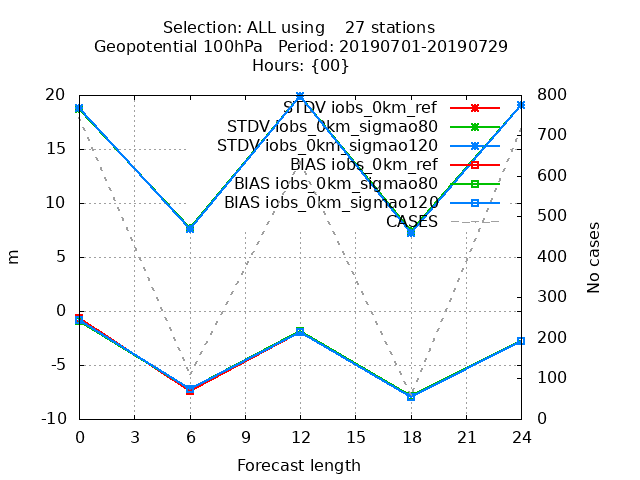 Selection: ALL using    27 stations
Geopotential 100hPa   Period: 20190701-20190729
Hours: {00}
20 800
STDV iobs_0km_ref
STDV iobs_0km_sigmao80 700
15 STDV iobs_0km_sigmao120
BIAS iobs_0km_ref 600
BIAS iobs_0km_sigmao80
10 BIAS iobs_0km_sigmao120 500
CASES
m 5 400 No cases
0 300
200
-5
100
-10 0
0 3 6 9 12 15 18 21 24
Forecast length